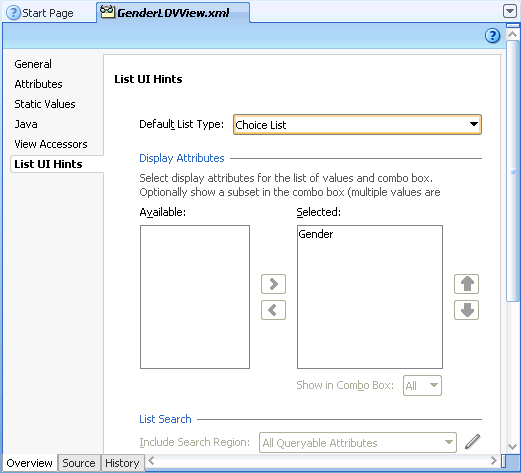 Start Page
GenderLOVView.xml
General
Attributes
Static Values
Java
View Accessors
List UI Hints
List UI Hints
Default List Type: Choice List
Display Attributes
Select display attributes for the list of values and combo box.
Optionally show a subset in the combo box (multiple values are
Available: Selected:
Gender
Show in Combo Box: All
List Search
Include Search Region: All Queryable Attributes
Overview Source History